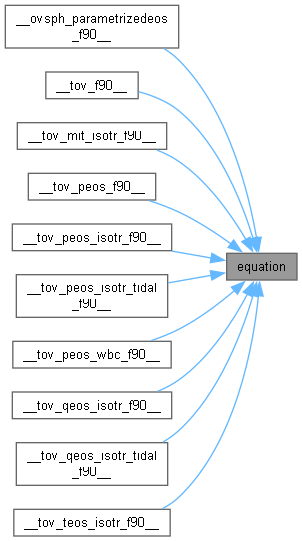 __ovsph_parametrizedeos
_f90__
__tov_f90__
__tov_mit_isotr_f90__
__tov_peos_f90__
__tov_peos_isotr_f90__
equation
__tov_peos_isotr_tidal
_f90__
__tov_peos_wbc_f90__
__tov_qeos_isotr_f90__
__tov_qeos_isotr_tidal
_f90__
__tov_teos_isotr_f90__